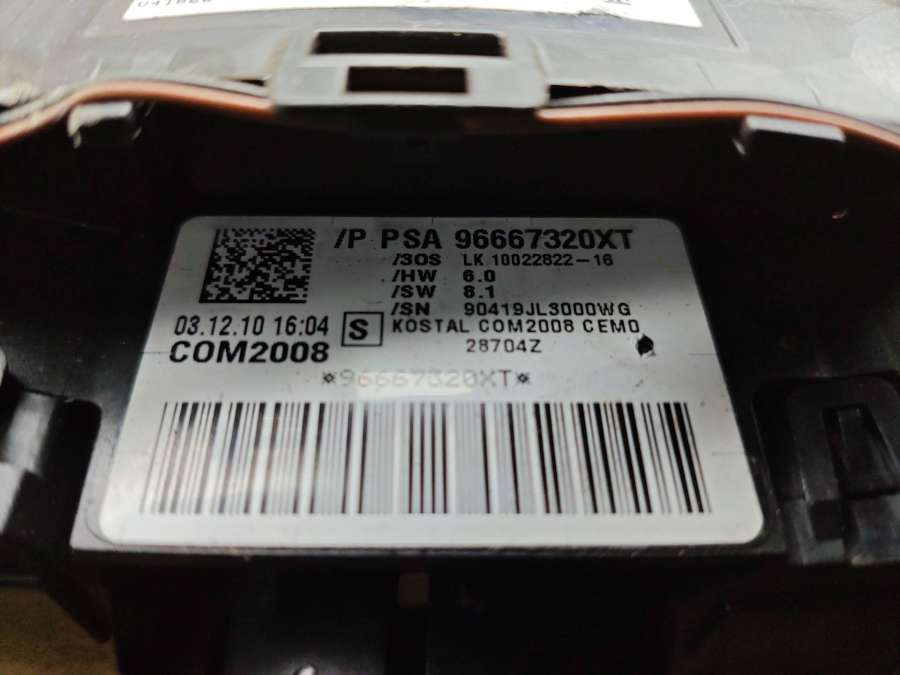 /P PSA 96667320XT
/3OS LK 10022822-16
/HW 6.0
/SW 8.1
/SN 90419JL3000WG
03.12.10 16:04 S KOSTAL COM2008 CEM0
COM2008 28704Z
*96667320XT*